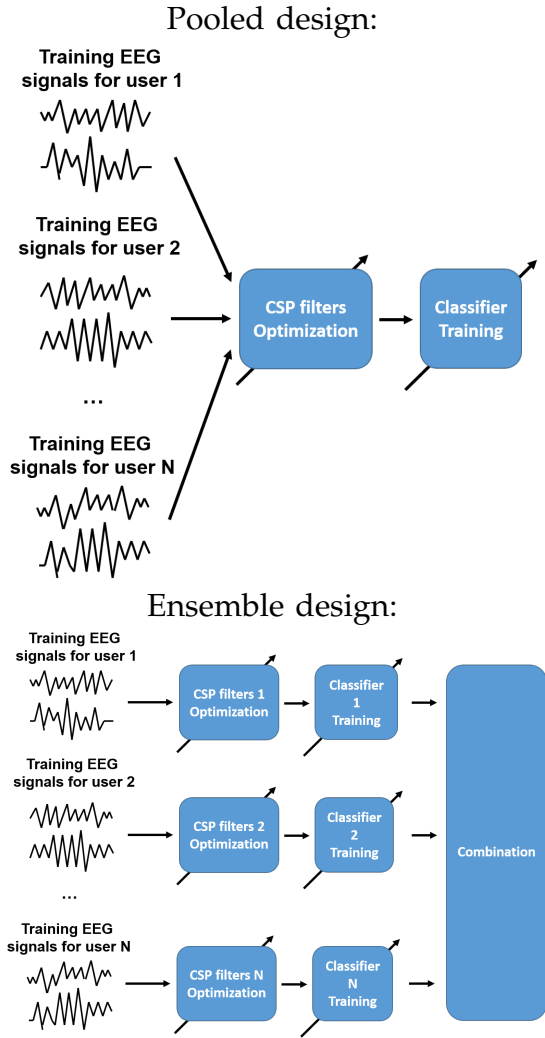 Pooled design:
Training EEG
signals for user 1
Training EEG
signals for user 2
...
Training EEG
signals for user N
CSP filters
Optimization
Classifier
Training
Ensemble design:
Training EEG
signals for user 1
CSP filters 1
Optimization
Classifier
1
Training
Training EEG
signals for user 2
CSP filters 2
Optimization
Classifier
2
Training
Combination
...
Training EEG
signals for user N
CSP filters N
Optimization
Classifier
N
Training